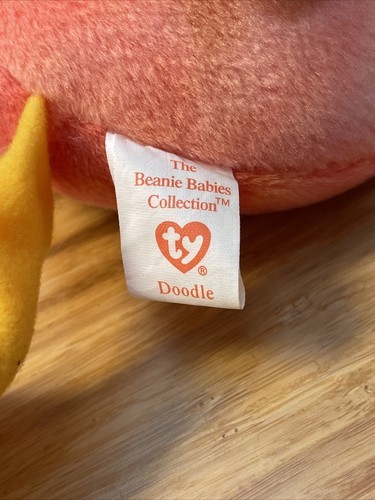 The
Beanie Babies
Collection™
ty®
Doodle